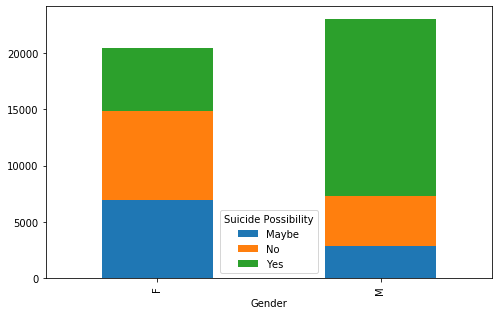 20000
15000
10000
5000
0
Suicide Possibility
Maybe
No
Yes
F
M
Gender